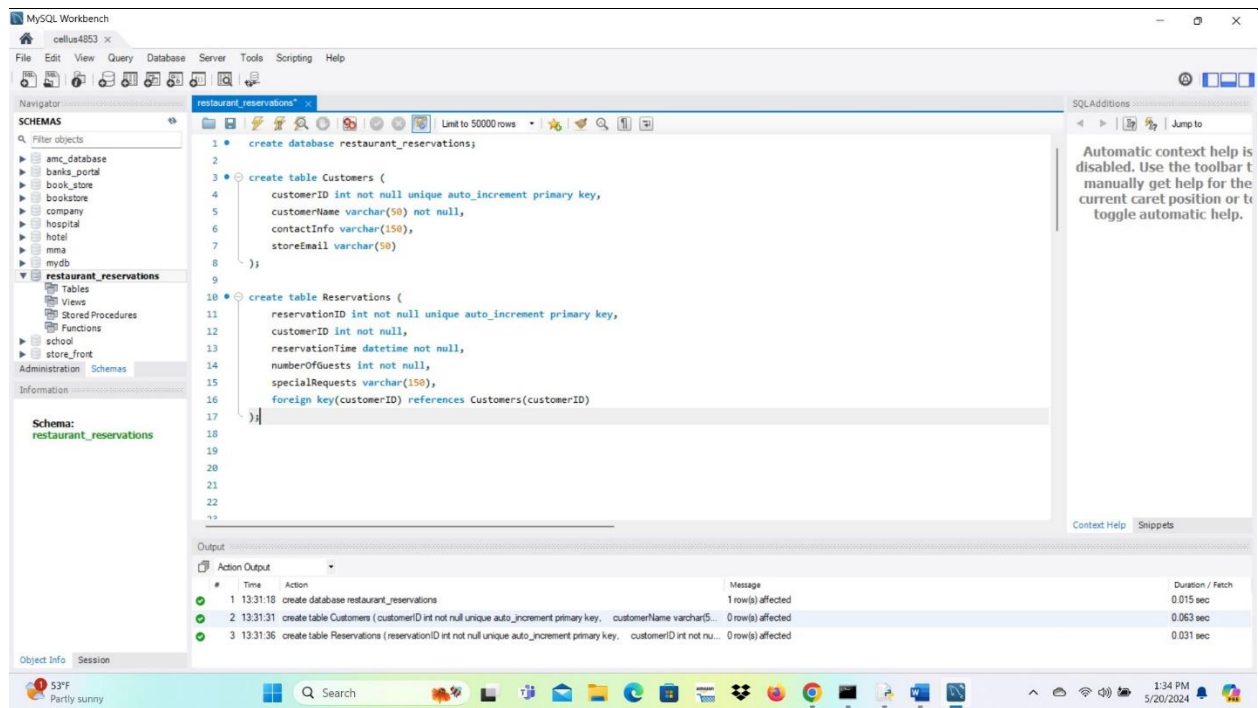 MySQL Workbench
cellus4853 ×
File Edit View Query Database Server Tools Scripting Help
Navigator
SCHEMAS
Filter objects
amc_database
banks_portal
book_store
bookstore
company
hospital
hotel
mma
mydb
restaurant_reservations
Tables
Views
Stored Procedures
Functions
school
store_front
Administration Schemas
Information
Schema:
restaurant_reservations
Object Info Session
restaurant_reservations* ×
Limit to 50000 rows
1 create database restaurant_reservations;
2
3 create table Customers (
4 customerID int not null unique auto_increment primary key,
5 customerName varchar(50) not null,
6 contactInfo varchar(150),
7 storeEmail varchar(50)
8 );
9
10 create table Reservations (
11 reservationID int not null unique auto_increment primary key,
12 customerID int not null,
13 reservationTime datetime not null,
14 numberOfGuests int not null,
15 specialRequests varchar(150),
16 foreign key(customerID) references Customers(customerID)
17 );
18
19
20
21
22
SQLAdditions
Jump to
Automatic context help is
disabled. Use the toolbar t
manually get help for the
current caret position or to
toggle automatic help.
Context Help Snippets
Output
Action Output
# Time Action Message Duration / Fetch
1 13:31:18 create database restaurant_reservations 1 row(s) affected 0.015 sec
2 13:31:31 create table Customers ( customerID int not null unique auto_increment primary key, customerName varchar(5... 0 row(s) affected 0.063 sec
3 13:31:36 create table Reservations ( reservationID int not null unique auto_increment primary key, customerID int not nu... 0 row(s) affected 0.031 sec
53°F
Partly sunny
Search
1:34 PM
5/20/2024